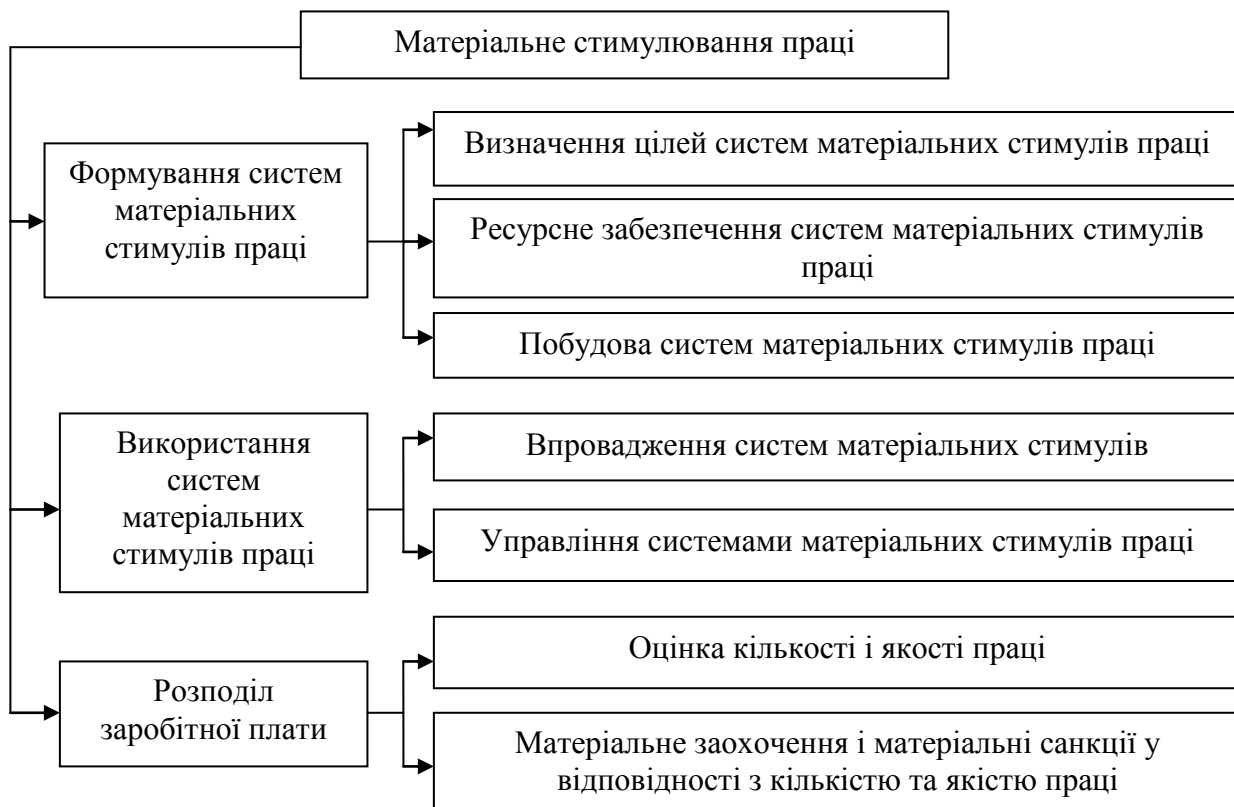 Матеріальне стимулювання праці
Формування систем
матеріальних
стимулів праці
Визначення цілей систем матеріальних стимулів праці
Ресурсне забезпечення систем матеріальних стимулів
праці
Побудова систем матеріальних стимулів праці
Використання
систем
матеріальних
стимулів праці
Впровадження систем матеріальних стимулів
Управління системами матеріальних стимулів праці
Розподіл
заробітної плати
Оцінка кількості і якості праці
Матеріальне заохочення і матеріальні санкції у
відповідності з кількістю та якістю праці